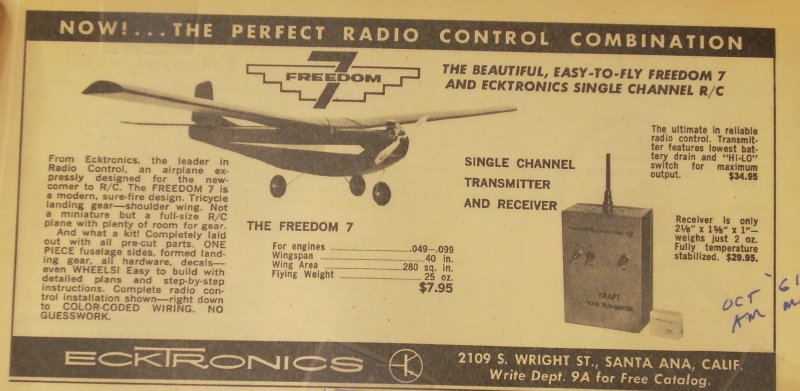 NOW!...THE PERFECT RADIO CONTROL COMBINATION
7
FREEDOM
THE BEAUTIFUL, EASY-TO-FLY FREEDOM 7
AND ECKTRONICS SINGLE CHANNEL R/C
From Ecktronics, the leader in
Radio Control, an airplane ex-
pressly designed for the new-
comer to R/C. The FREEDOM 7 is
a modern, sure-fire design. Tricycle
landing gear—shoulder wing. Not
a miniature but a full-size R/C
plane with plenty of room for gear.
And what a kit! Completely laid
out with all pre-cut parts. ONE
PIECE fuselage sides, formed land-
ing gear, all hardware, decals—
even WHEELS! Easy to build with
detailed plans and step-by-step
instructions. Complete radio con-
trol installation shown—right down
to COLOR-CODED WIRING. NO
GUESSWORK.
THE FREEDOM 7
For engines .049—.099
Wingspan 40 in.
Wing Area 280 sq. in.
Flying Weight 25 oz.
$7.95
SINGLE CHANNEL
TRANSMITTER
AND RECEIVER
The ultimate in reliable
radio control. Transmit-
ter features lowest bat-
tery drain and "HI-LO"
switch for maximum
output. $34.95
Receiver is only
2⅛" x 1⅝" x 1"—
weighs just 2 oz.
Fully temperature
stabilized. $29.95.
KRAFT
TONE TRANSMITTER
OCT ' 61
AM M
ECKTRONICS
2109 S. WRIGHT ST., SANTA ANA, CALIF.
Write Dept. 9A for Free Catalog.